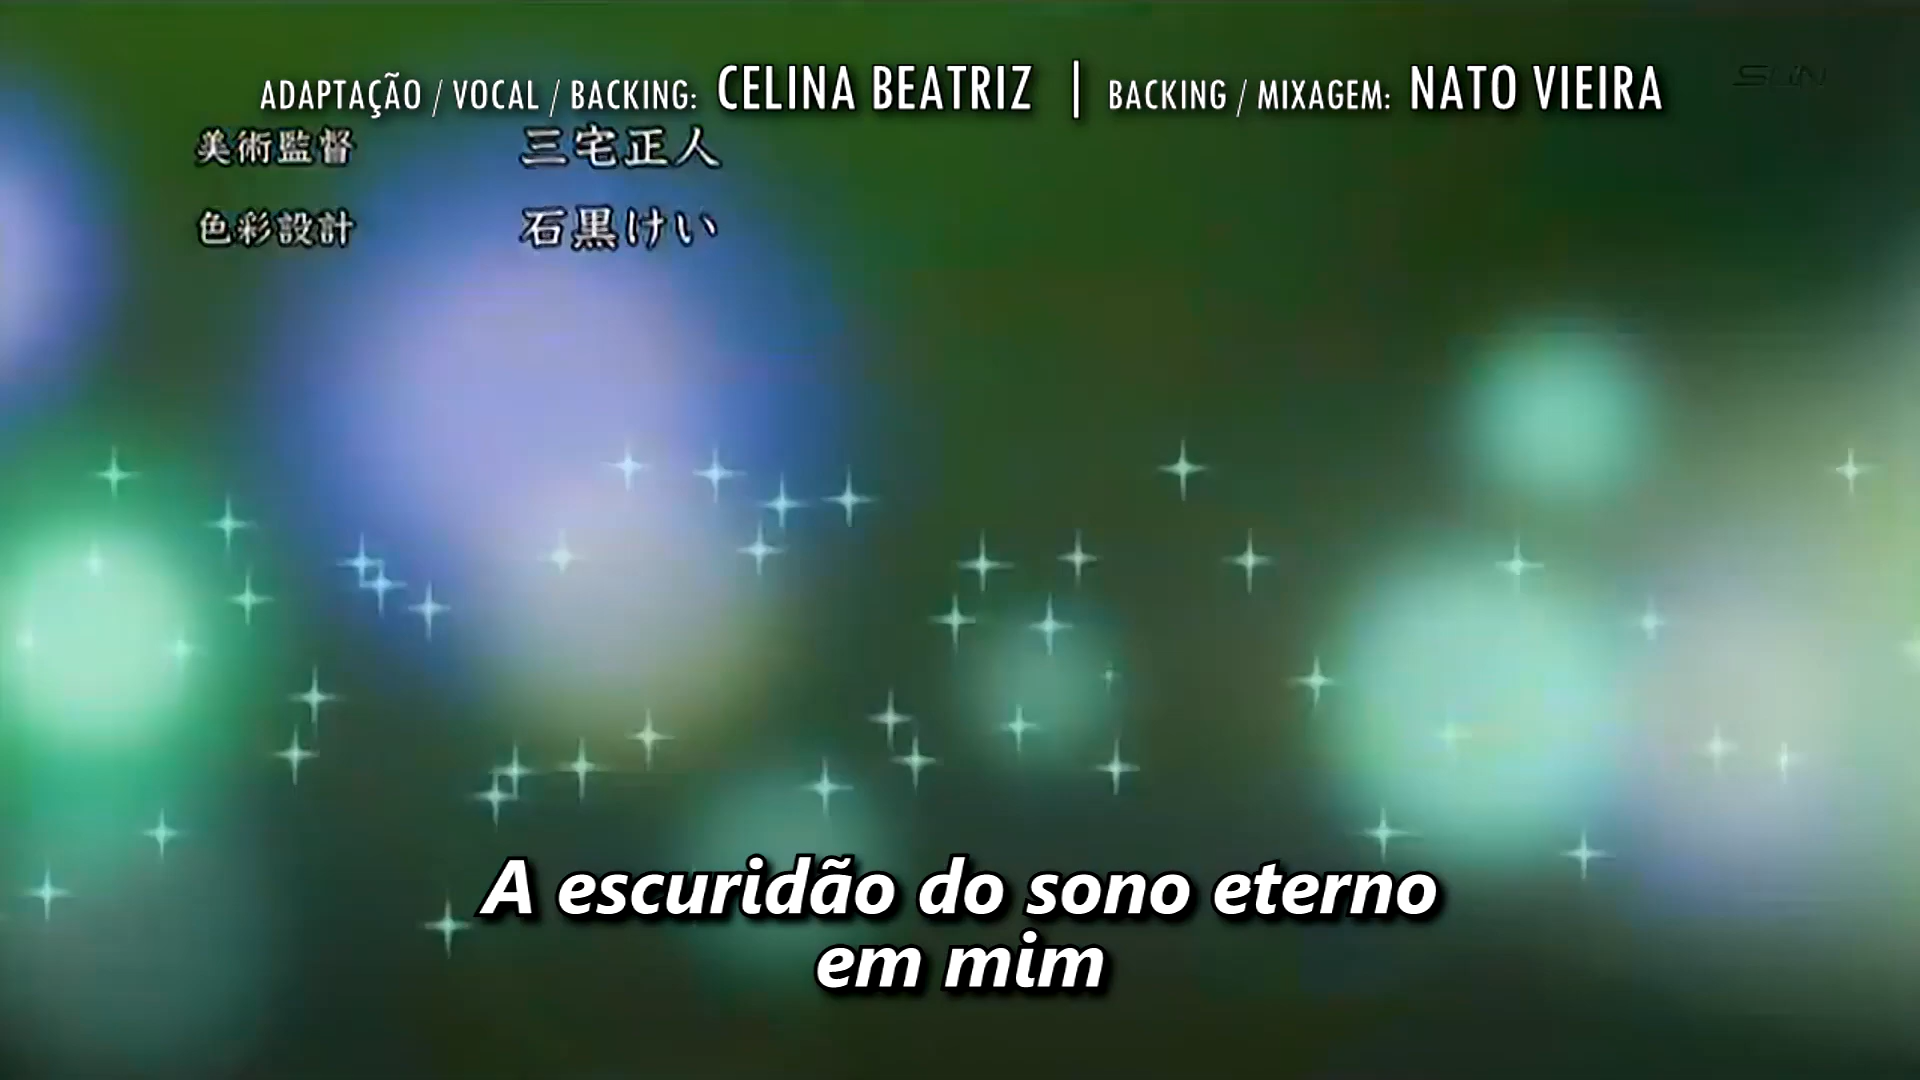 ADAPTAÇÃO / VOCAL / BACKING: CELINA BEATRIZ | BACKING / MIXAGEM: NATO VIEIRA
SUN
美術監督 三宅正人
色彩設計 石黒けい
A escuridão do sono eterno
em mim